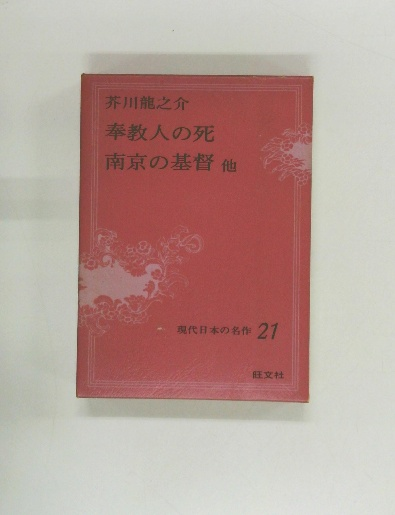 芥川龍之介
奉教人の死
南京の基督 他
現代日本の名作 21
旺文社